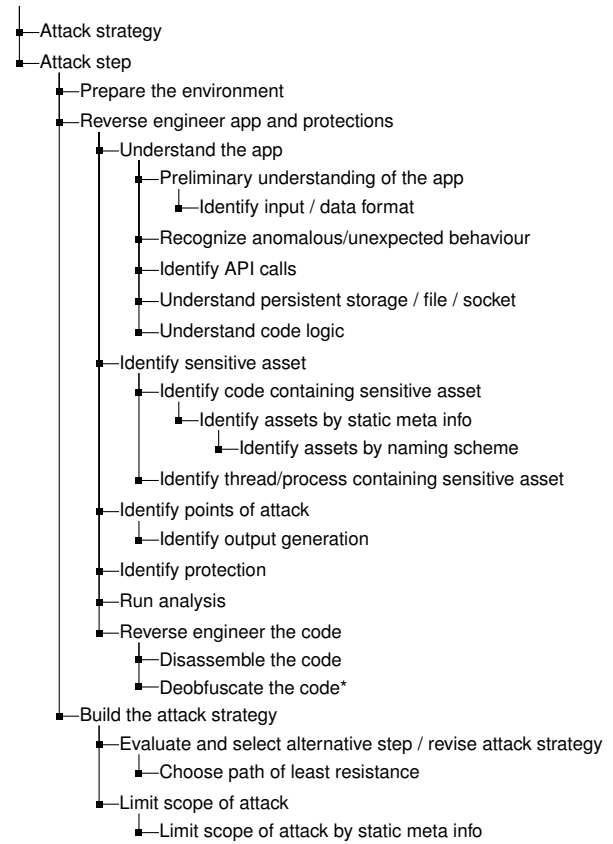 Attack strategy
Attack step
Prepare the environment
Reverse engineer app and protections
Understand the app
Preliminary understanding of the app
Identify input / data format
Recognize anomalous/unexpected behaviour
Identify API calls
Understand persistent storage / file / socket
Understand code logic
Identify sensitive asset
Identify code containing sensitive asset
Identify assets by static meta info
Identify assets by naming scheme
Identify thread/process containing sensitive asset
Identify points of attack
Identify output generation
Identify protection
Run analysis
Reverse engineer the code
Disassemble the code
Deobfuscate the code*
Build the attack strategy
Evaluate and select alternative step / revise attack strategy
Choose path of least resistance
Limit scope of attack
Limit scope of attack by static meta info